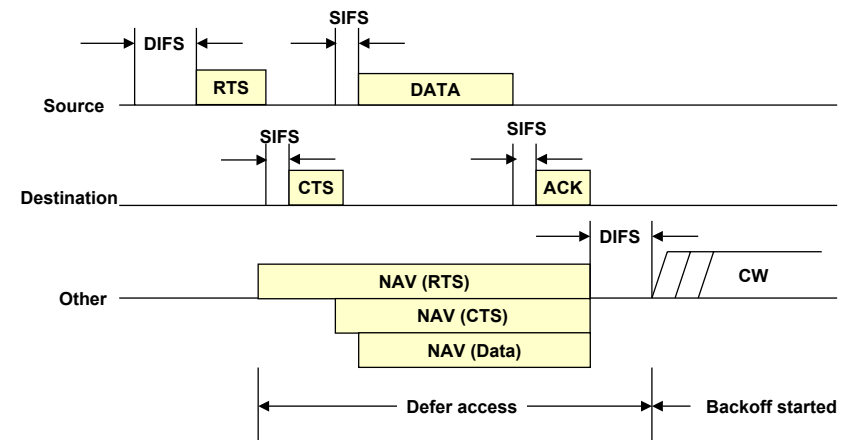 SIFS
DIFS
RTS
DATA
Source
SIFS
SIFS
CTS
ACK
Destination
DIFS
NAV (RTS)
CW
Other
NAV (CTS)
NAV (Data)
Defer access
Backoff started